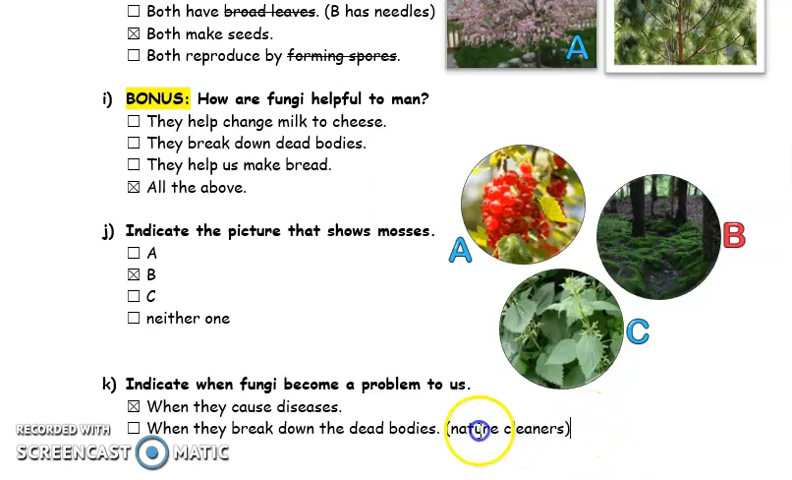 ☐ Both have broad leaves. (B has needles)
☒ Both make seeds.
☐ Both reproduce by forming spores.
A
i) BONUS: How are fungi helpful to man?
☐ They help change milk to cheese.
☐ They break down dead bodies.
☐ They help us make bread.
☒ All the above.
j) Indicate the picture that shows mosses.
☐ A
☒ B
☐ C
☐ neither one
A
B
C
k) Indicate when fungi become a problem to us.
☒ When they cause diseases.
☐ When they break down the dead bodies. (nature cleaners)
RECORDED WITH
SCREENCAST MATIC